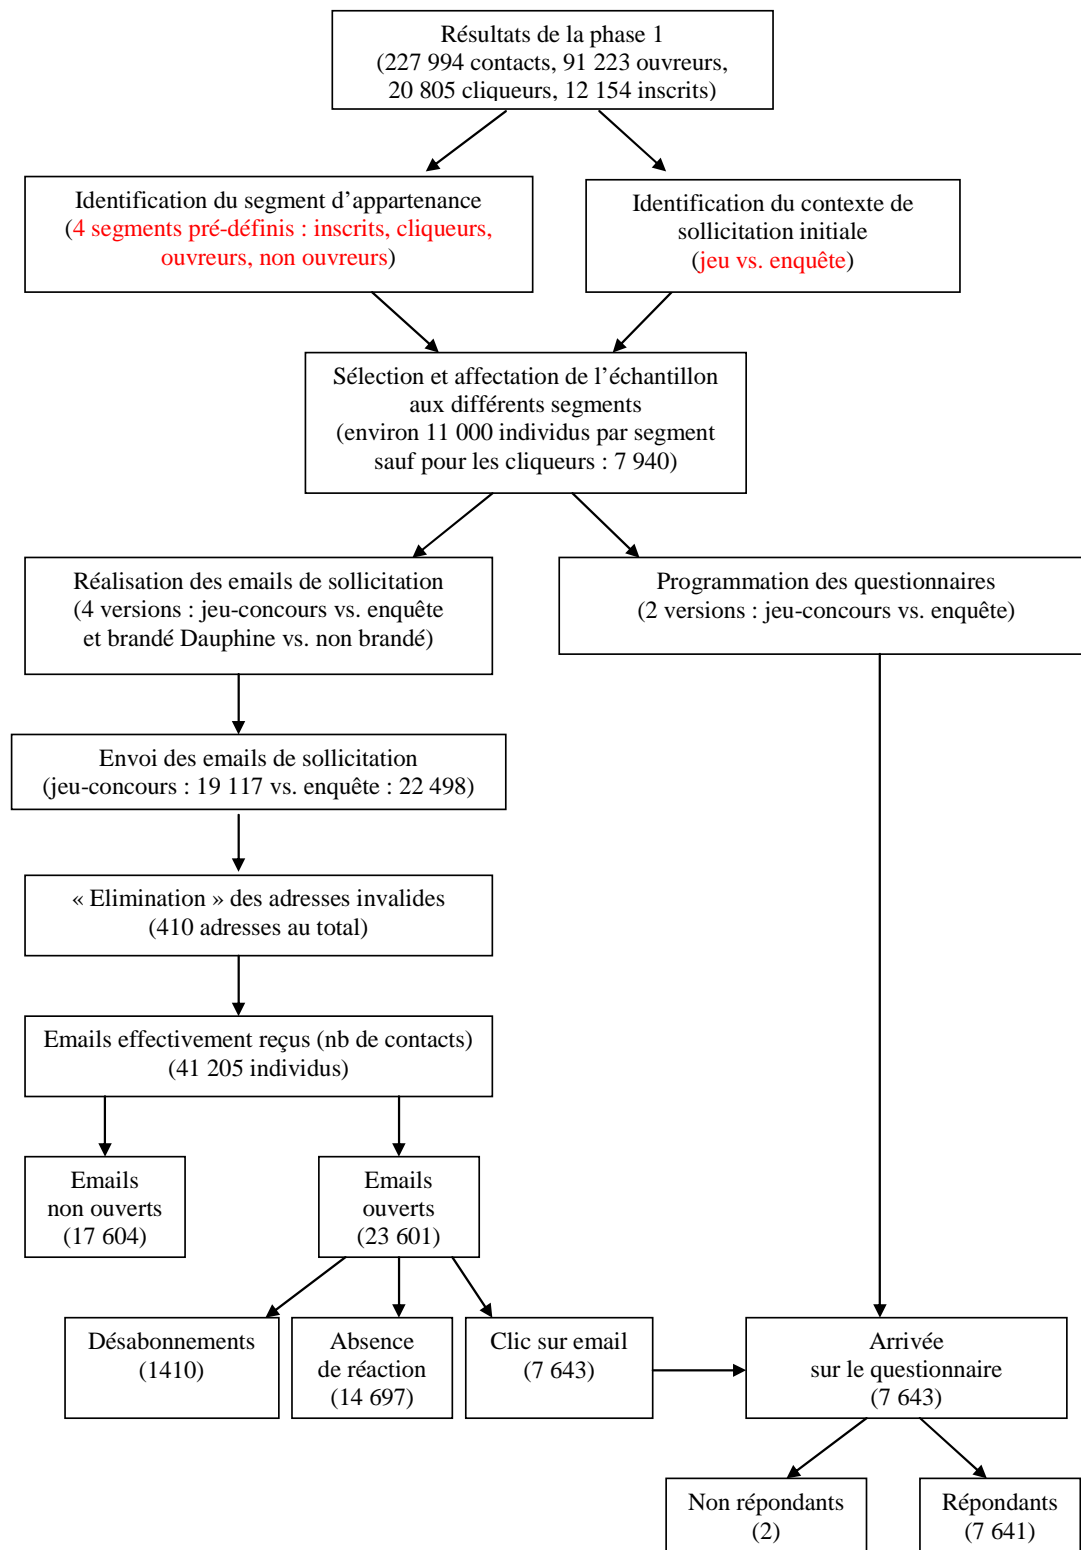 Résultats de la phase 1
(227 994 contacts, 91 223 ouvreurs,
20 805 cliqueurs, 12 154 inscrits)
Identification du segment d’appartenance
(4 segments pré-définis : inscrits, cliqueurs,
ouvreurs, non ouvreurs)
Identification du contexte de
sollicitation initiale
(jeu vs. enquête)
Sélection et affectation de l’échantillon
aux différents segments
(environ 11 000 individus par segment
sauf pour les cliqueurs : 7 940)
Réalisation des emails de sollicitation
(4 versions : jeu-concours vs. enquête
et brandé Dauphine vs. non brandé)
Programmation des questionnaires
(2 versions : jeu-concours vs. enquête)
Envoi des emails de sollicitation
(jeu-concours : 19 117 vs. enquête : 22 498)
« Elimination » des adresses invalides
(410 adresses au total)
Emails effectivement reçus (nb de contacts)
(41 205 individus)
Emails
non ouverts
(17 604)
Emails
ouverts
(23 601)
Désabonnements
(1410)
Absence
de réaction
(14 697)
Clic sur email
(7 643)
Arrivée
sur le questionnaire
(7 643)
Non répondants
(2)
Répondants
(7 641)